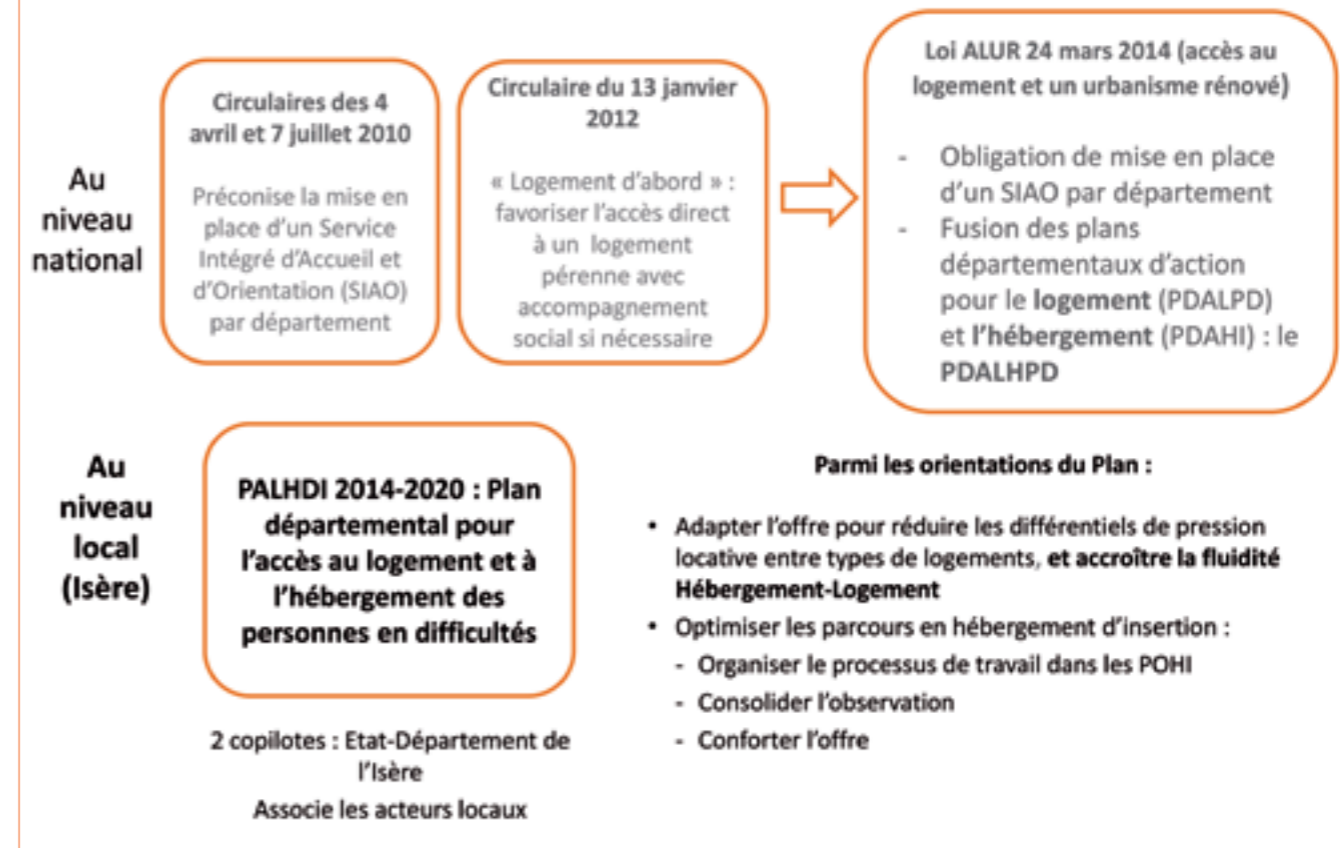 Au
niveau
national
Circulaires des 4
avril et 7 juillet 2010
Préconise la mise en
place d'un Service
Intégré d'Accueil et
d'Orientation (SIAO)
par département
Circulaire du 13 janvier
2012
« Logement d'abord » :
favoriser l'accès direct
à un logement
pérenne avec
accompagnement
social si nécessaire
Loi ALUR 24 mars 2014 (accès au
logement et un urbanisme rénové)
- Obligation de mise en place
d'un SIAO par département
- Fusion des plans
départementaux d'action
pour le logement (PDALPD)
et l'hébergement (PDAHI) : le
PDALHPD
Au
niveau
local
(Isère)
PALHDI 2014-2020 : Plan
départemental pour
l'accès au logement et à
l'hébergement des
personnes en difficultés
2 copilotes : Etat-Département de
l'Isère
Associe les acteurs locaux
Parmi les orientations du Plan :
• Adapter l'offre pour réduire les différentiels de pression
locative entre types de logements, et accroître la fluidité
Hébergement-Logement
• Optimiser les parcours en hébergement d'insertion :
- Organiser le processus de travail dans les POHI
- Consolider l'observation
- Conforter l'offre